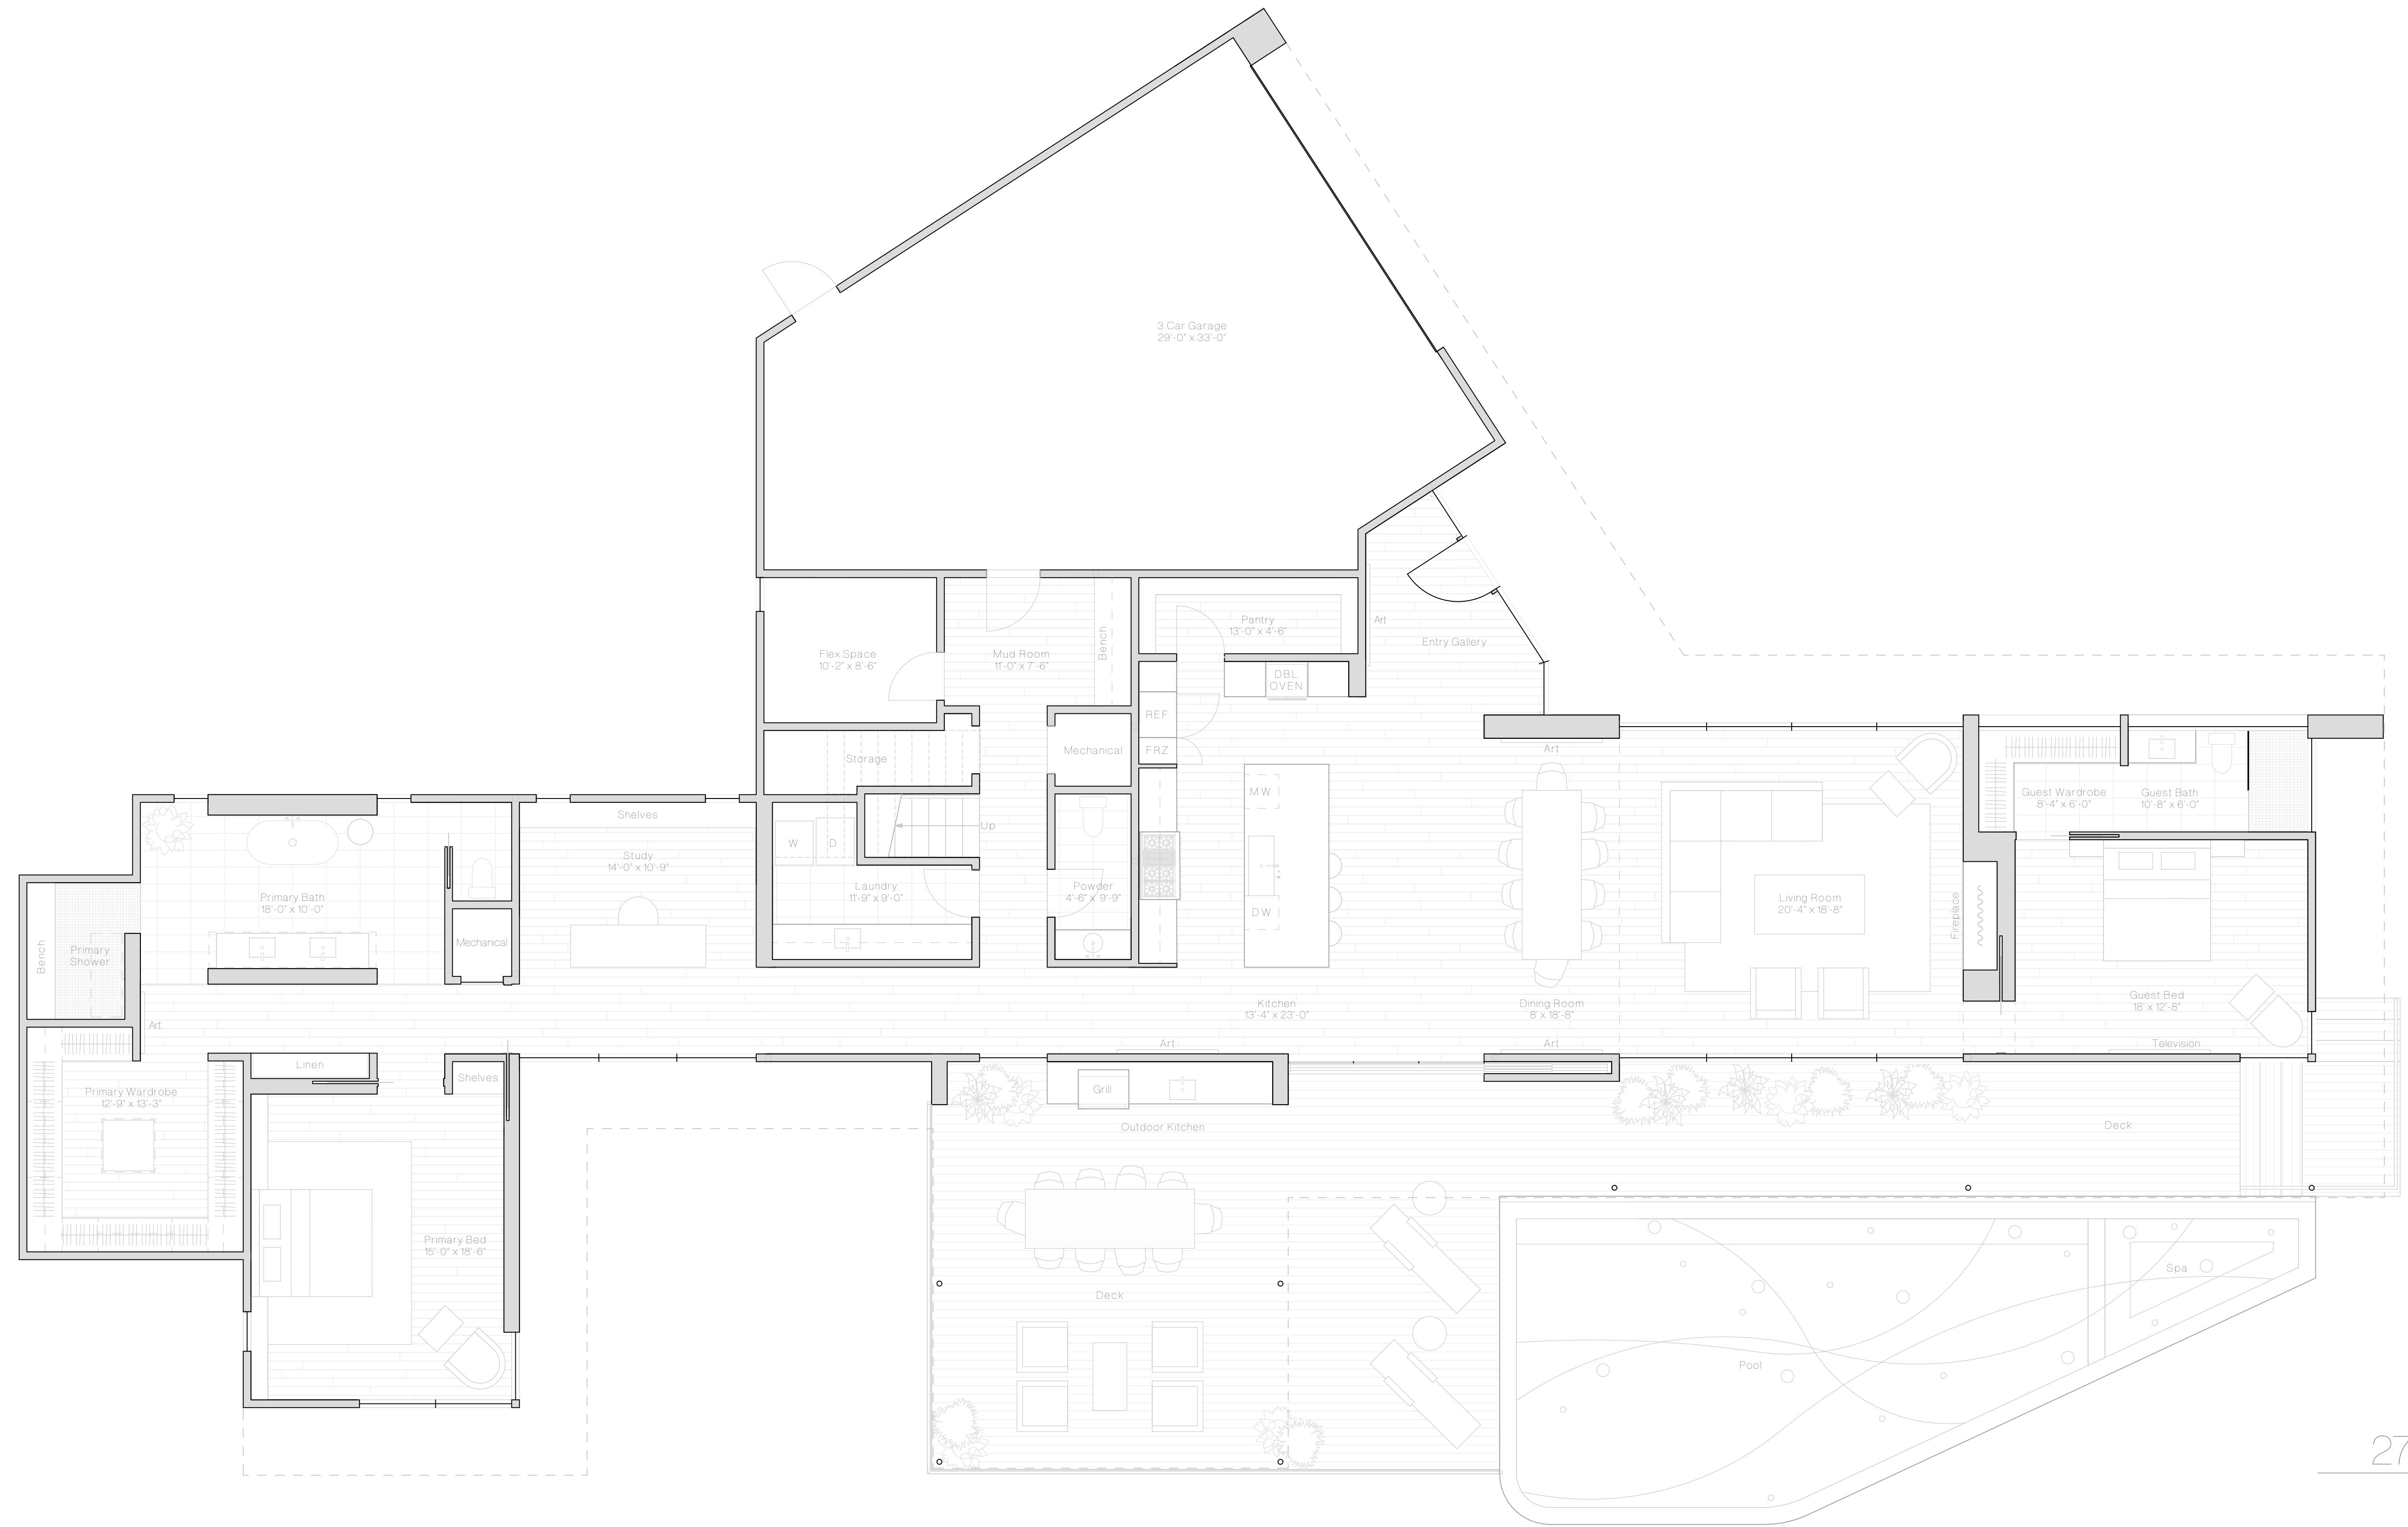 3 Car Garage
29'-0" x 33'-0"
Pantry
13'-0" x 4'-6"
Art
Entry Gallery
Flex Space
10'-2" x 8'-6"
Mud Room
11'-0" x 7'-6"
Bench
DBL
OVEN
REF
FRZ
Mechanical
Storage
Art
MW
Guest Wardrobe
8'-4" x 6'-0"
Guest Bath
10'-8" x 6'-0"
Shelves
Up
W
D
Study
14'-0" x 10'-9"
Laundry
11'-9" x 9'-0"
Powder
4'-6" x 9'-9"
Primary Bath
18'-0" x 10'-0"
Living Room
20'-4" x 18'-8"
DW
Fireplace
Mechanical
Bench
Primary
Shower
Guest Bed
18' x 12'-8"
Kitchen
13'-4" x 23'-0"
Dining Room
8' x 18'-8"
Art
Art
Art
Television
Linen
Shelves
Primary Wardrobe
12'-9" x 13'-3"
Grill
Outdoor Kitchen
Deck
Primary Bed
15'-0" x 18'-6"
Spa
Deck
Pool